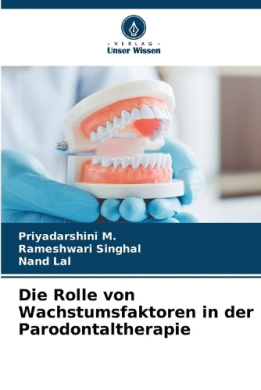 - VERLAG -
Unser Wissen
Priyadarshini M.
Rameshwari Singhal
Nand Lal
Die Rolle von
Wachstumsfaktoren in der
Parodontaltherapie